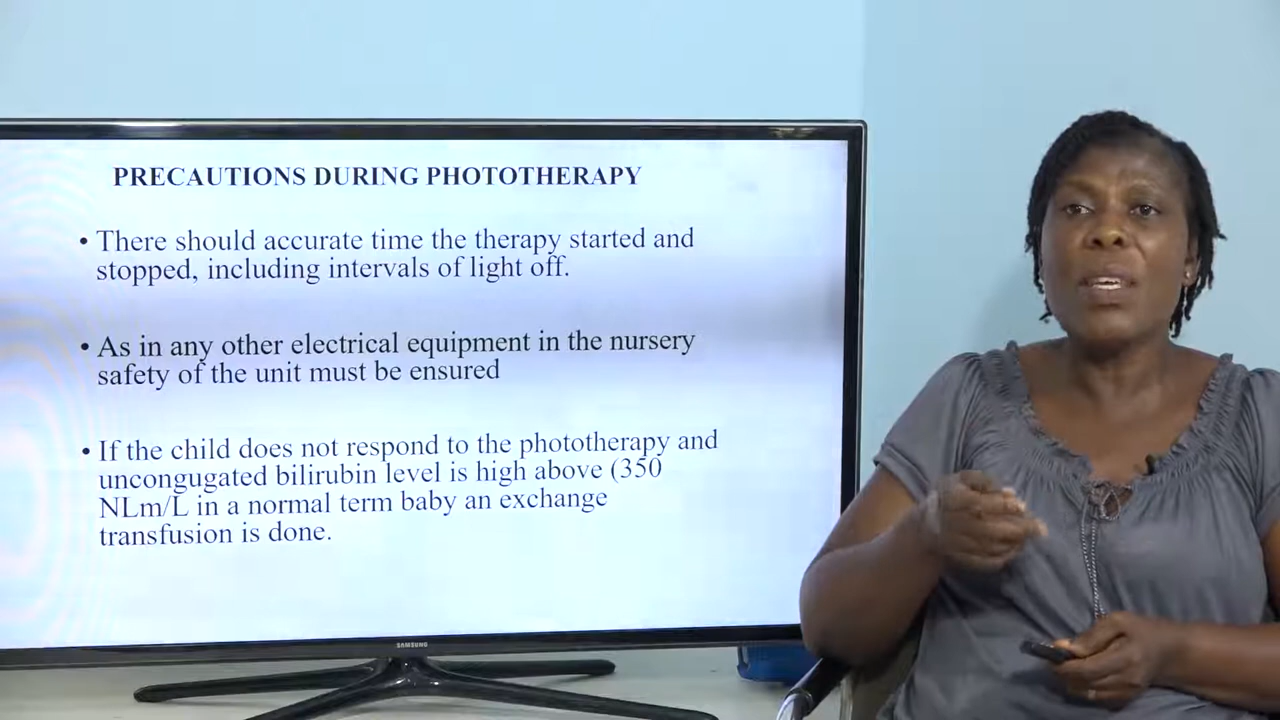 PRECAUTIONS DURING PHOTOTHERAPY
• There should accurate time the therapy started and
stopped, including intervals of light off.
• As in any other electrical equipment in the nursery
safety of the unit must be ensured
• If the child does not respond to the phototherapy and
uncongugated bilirubin level is high above (350
NLm/L in a normal term baby an exchange
transfusion is done.
SAMSUNG